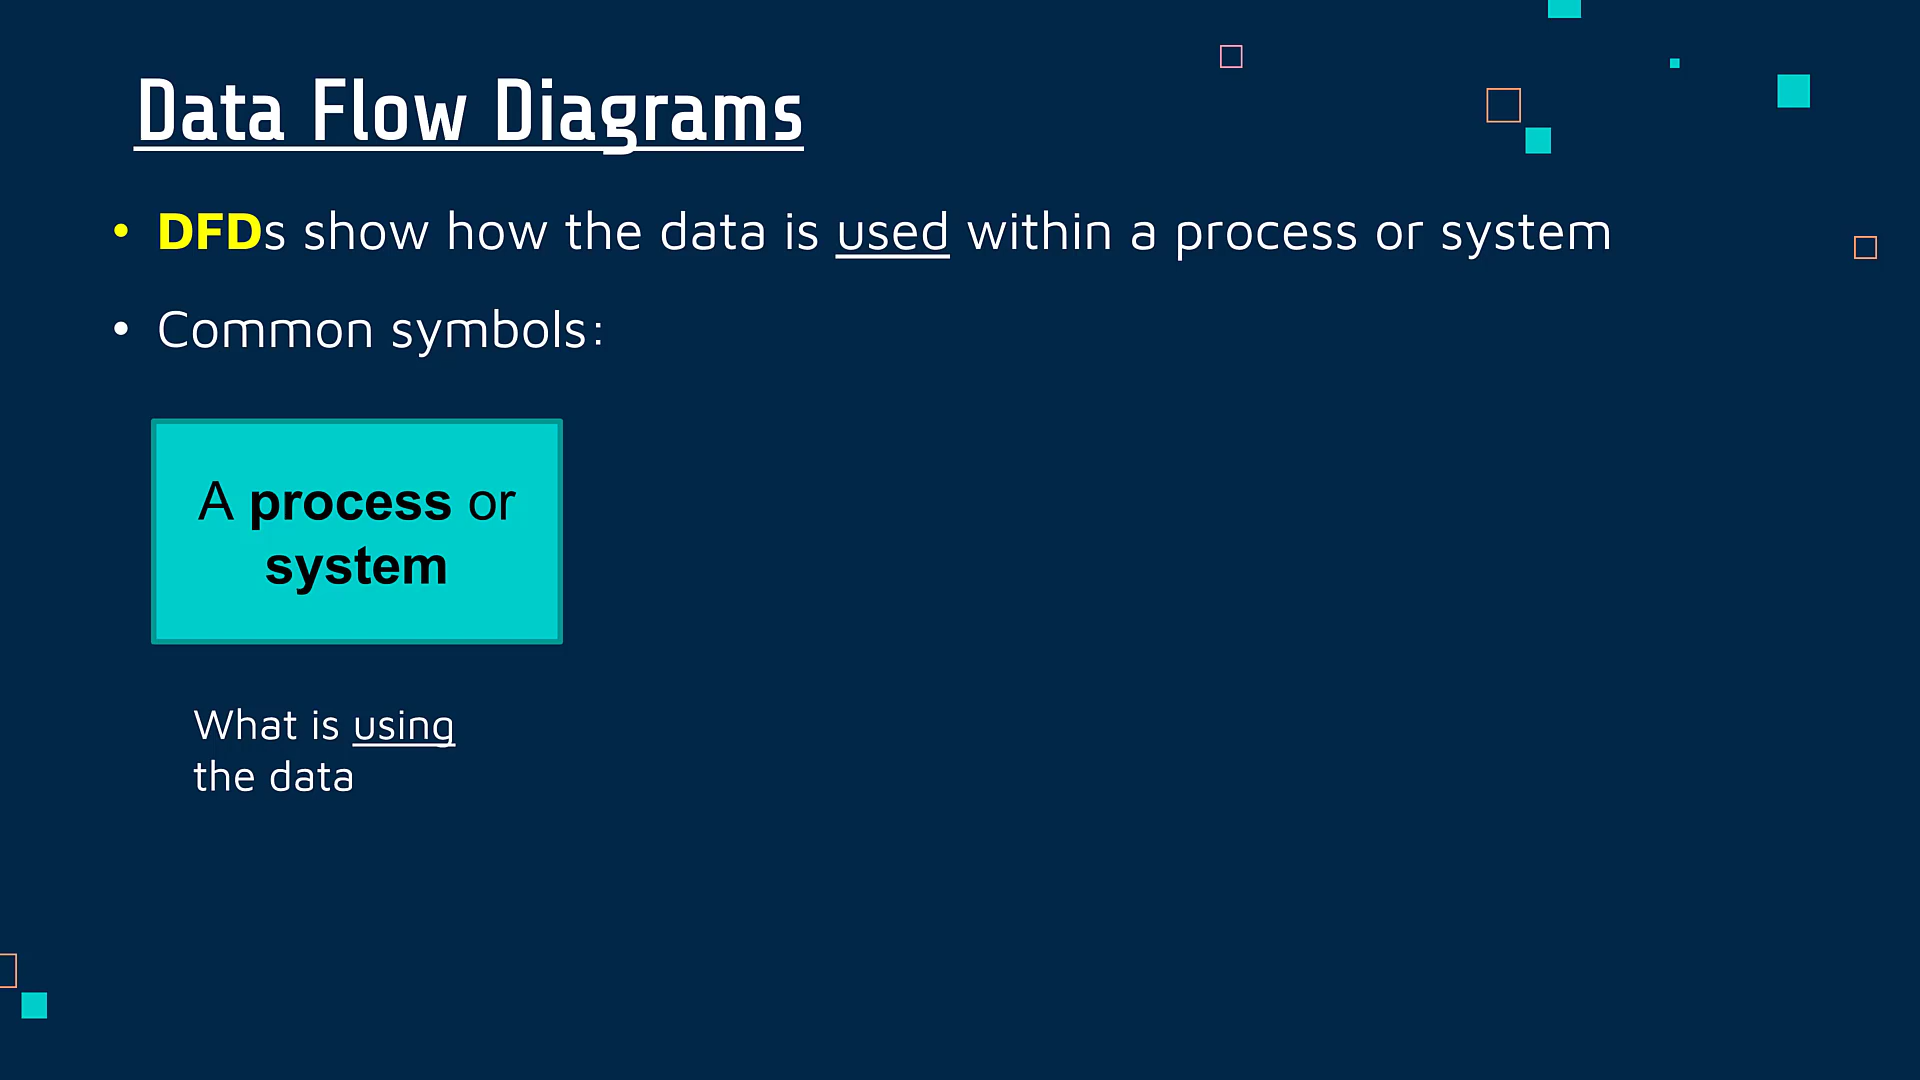 Data Flow Diagrams
• DFDs show how the data is used within a process or system
• Common symbols:
A process or
system
What is using
the data